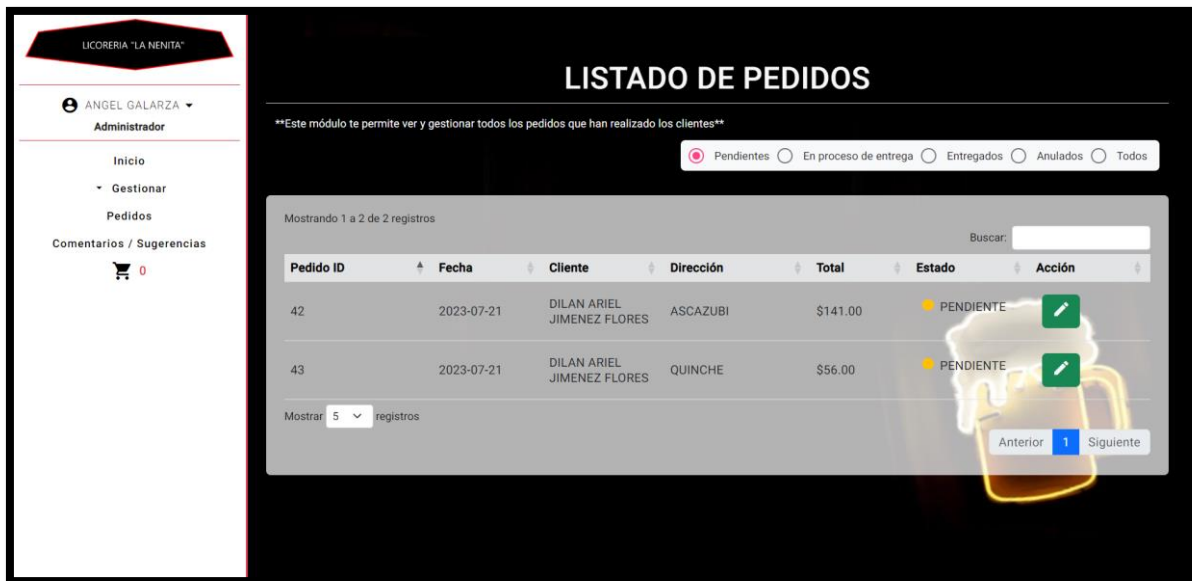 LICORERIA "LA NENITA"
ANGEL GALARZA
Administrador
Inicio
Gestionar
Pedidos
Comentarios / Sugerencias
0
LISTADO DE PEDIDOS
**Este módulo te permite ver y gestionar todos los pedidos que han realizado los clientes**
Pendientes En proceso de entrega Entregados Anulados Todos
Mostrando 1 a 2 de 2 registros
Buscar:
Pedido ID Fecha Cliente Dirección Total Estado Acción
42 2023-07-21 DILAN ARIEL JIMENEZ FLORES ASCAZUBI $141.00 PENDIENTE
43 2023-07-21 DILAN ARIEL JIMENEZ FLORES QUINCHE $56.00 PENDIENTE
Mostrar 5 registros
Anterior 1 Siguiente